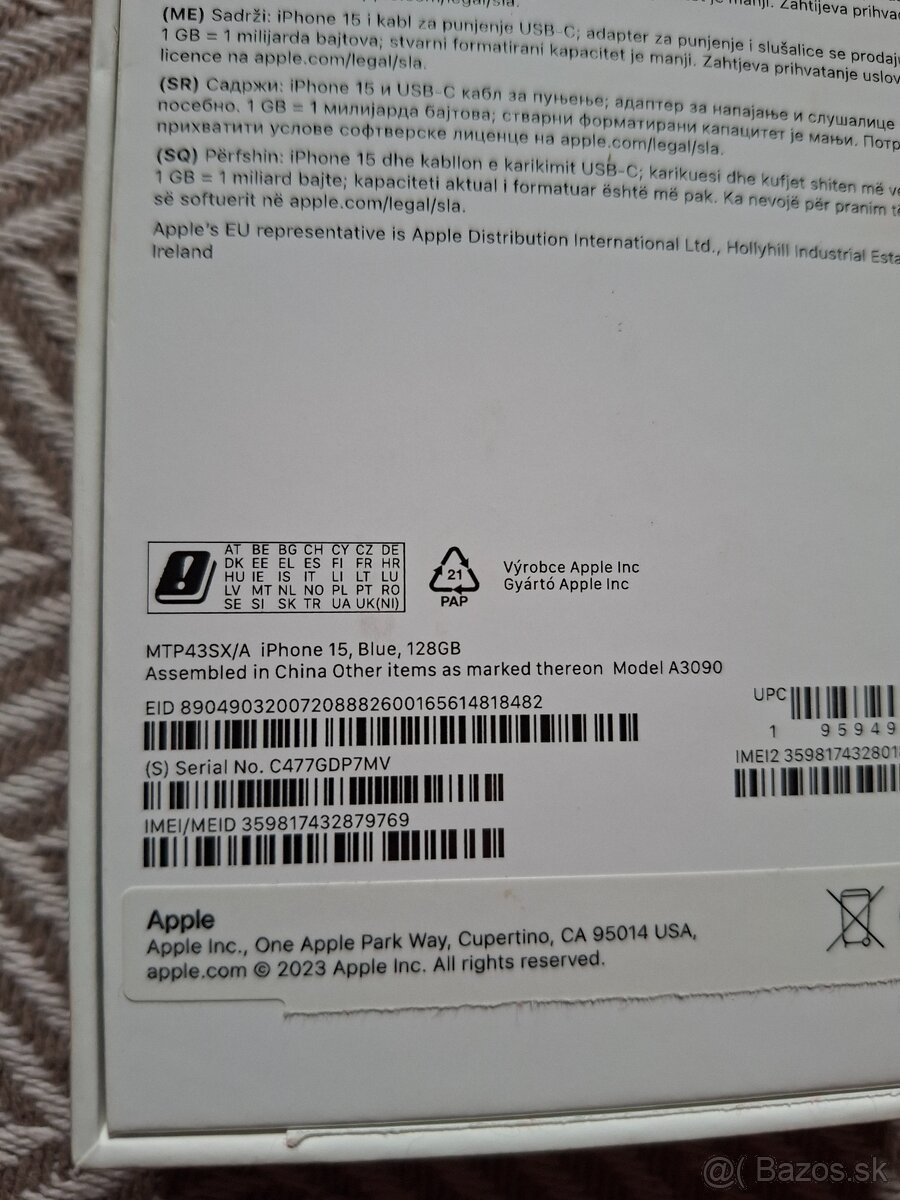 apple.com/legal/sla.
je manji. Zahtijeva prihva
(ME) Sadrži: iPhone 15 i kabl za punjenje USB-C; adapter za punjenje i slušalice se prodaju
1 GB = 1 milijarda bajtova; stvarni formatirani kapacitet je manji. Zahtjeva prihvatanje uslov
licence na apple.com/legal/sla.
(SR) Садржи: iPhone 15 и USB-C кабл за пуњење; адаптер за напајање и слушалице
посебно. 1 GB = 1 милијарда бајтова; стварни форматирани капацитет је мањи. Потр
прихватити услове софтверске лиценце на apple.com/legal/sla.
(SQ) Përfshin: iPhone 15 dhe kabllon e karikimit USB-C; karikuesi dhe kufjet shiten më v
1 GB = 1 miliard bajte; kapaciteti aktual i formatuar është më pak. Ka nevojë për pranim të
së softuerit në apple.com/legal/sla.
Apple's EU representative is Apple Distribution International Ltd., Hollyhill Industrial Esta
Ireland
AT BE BG CH CY CZ DE
DK EE EL ES FI FR HR
HU IE IS IT LI LT LU
LV MT NL NO PL PT RO
SE SI SK TR UA UK(NI)
21
PAP
Výrobce Apple Inc
Gyártó Apple Inc
MTP43SX/A iPhone 15, Blue, 128GB
Assembled in China Other items as marked thereon Model A3090
EID 89049032007208882600165614818482
UPC
1 95949
(S) Serial No. C477GDP7MV
IMEI2 359817432801
IMEI/MEID 359817432879769
Apple
Apple Inc., One Apple Park Way, Cupertino, CA 95014 USA,
apple.com © 2023 Apple Inc. All rights reserved.
@( Bazos.sk